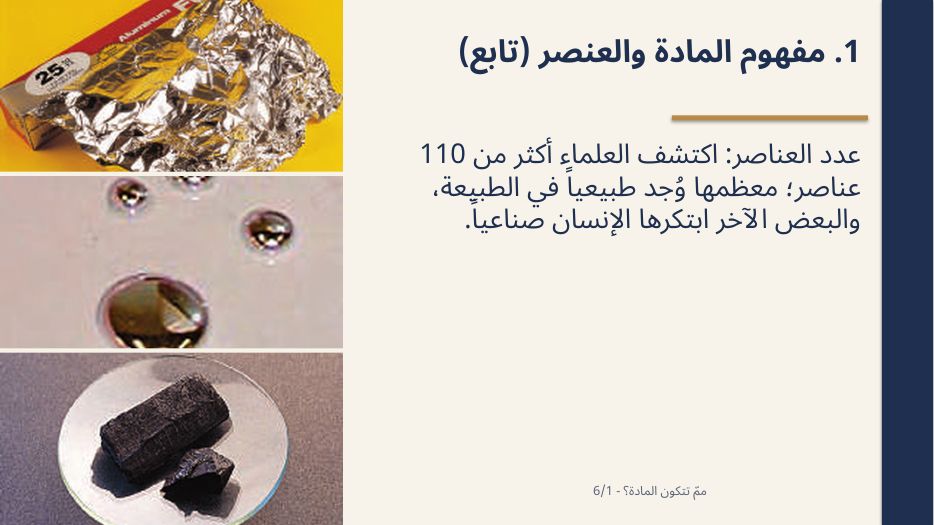 1. مفهوم المادة والعنصر (تابع)
عدد العناصر: اكتشف العلماء أكثر من 110
عناصر؛ معظمها وُجد طبيعياً في الطبيعة،
والبعض الآخر ابتكرها الإنسان صناعياً.
ممّ تتكون المادة؟ - 6/1
Aluminum
25